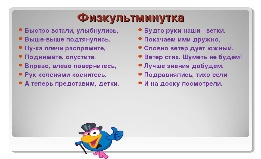 Физкультминутка
Быстро встали, улыбнулись,
Выше-выше подтянулись.
Ну-ка плечи распрямите,
Поднимите, опустите.
Вправо, влево повернитесь,
Рук коленями коснитесь.
А теперь представим, детки,
Будто руки наши - ветки.
Покачаем ими дружно,
Словно ветер дует южный.
Ветер стих. Шуметь не будем!
Лучше знания добудем.
Подравнялись, тихо сели
И на доску посмотрели.